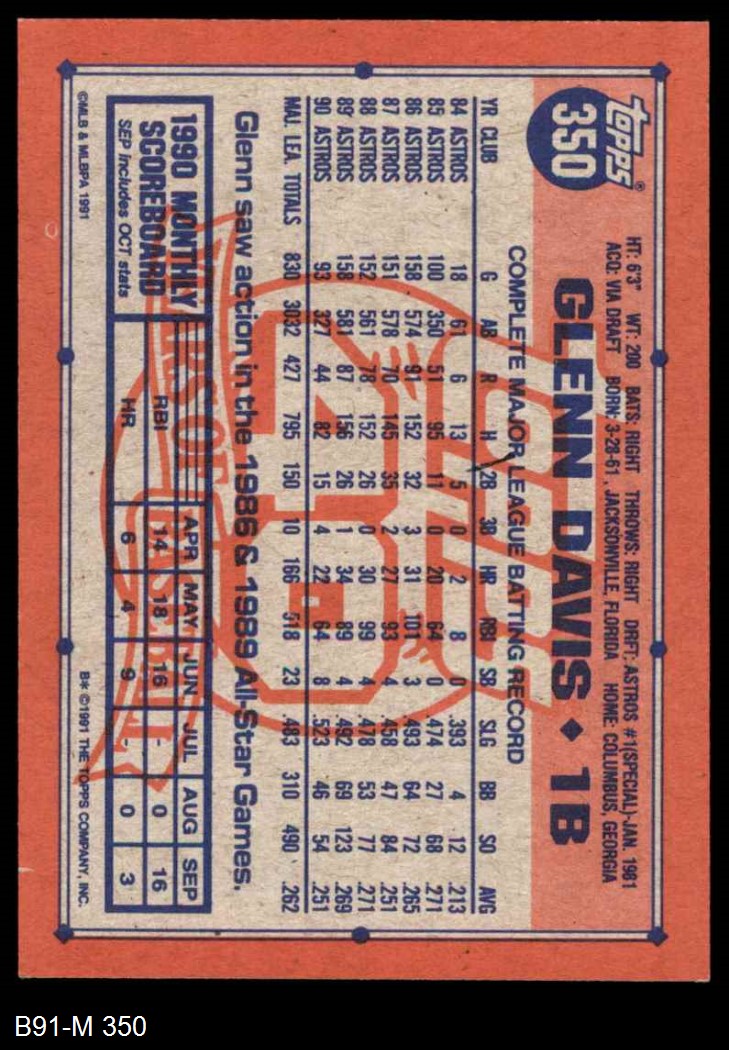 topps®
350
HT: 6'3" WT: 200 BATS: RIGHT THROWS: RIGHT DRFT: ASTROS #1(SPECIAL)-JAN. 1981
ACQ: VIA DRAFT BORN: 3-28-61, JACKSONVILLE, FLORIDA HOME: COLUMBUS, GEORGIA
GLENN DAVIS ◆ 1B
COMPLETE MAJOR LEAGUE BATTING RECORD
YR CLUB G AB R H 2B 3B HR RBI SB SLG BB SO AVG
84 ASTROS 18 61 6 13 5 0 2 8 0 .393 4 12 .213
85 ASTROS 100 350 51 95 11 0 20 64 0 .474 27 68 .271
86 ASTROS 158 574 91 152 32 3 31 101 3 .493 64 72 .265
87 ASTROS 151 578 70 145 35 2 27 93 4 .458 47 84 .251
88 ASTROS 152 561 78 152 26 0 30 99 4 .478 53 77 .271
89 ASTROS 158 581 87 156 26 1 34 89 4 .492 69 123 .269
90 ASTROS 93 327 44 82 15 4 22 64 8 .523 46 54 .251
MAJ. LEA. TOTALS 830 3032 427 795 150 10 166 518 23 .483 310 490 .262
Glenn saw action in the 1986 & 1989 All-Star Games.
1990 MONTHLY
SCOREBOARD
SEP includes OCT stats
APR MAY JUN JUL AUG SEP
RBI 14 18 16 - 0 16
HR 6 4 9 - 0 3
40
YEARS OF BASEBALL
©MLB & MLBPA 1991
B* ©1991 THE TOPPS COMPANY, INC.
B91-M 350